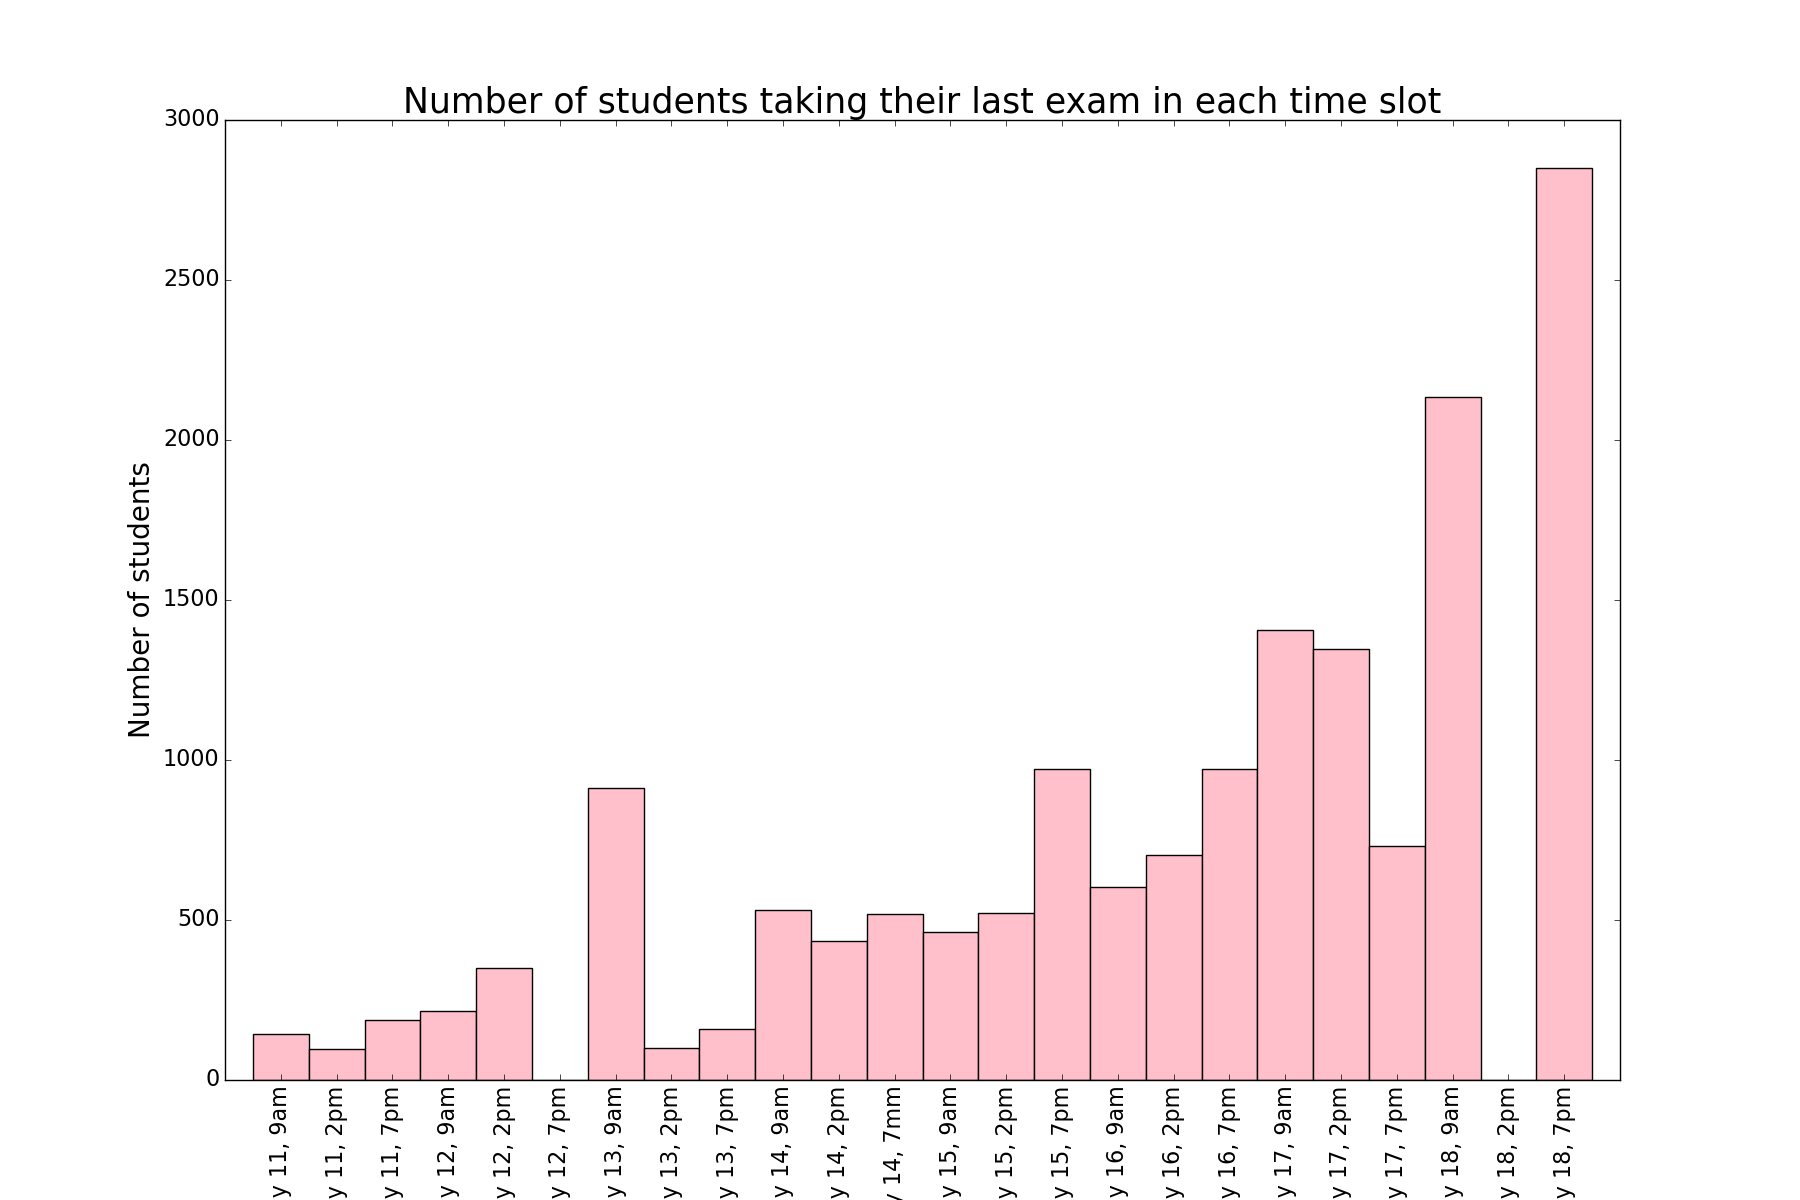 Number of students taking their last exam in each time slot
Number of students
3000
2500
2000
1500
1000
500
0
y 11, 9am
y 11, 2pm
y 11, 7pm
y 12, 9am
y 12, 2pm
y 12, 7pm
y 13, 9am
y 13, 2pm
y 13, 7pm
y 14, 9am
y 14, 2pm
y 14, 7mm
y 15, 9am
y 15, 2pm
y 15, 7pm
y 16, 9am
y 16, 2pm
y 16, 7pm
y 17, 9am
y 17, 2pm
y 17, 7pm
y 18, 9am
y 18, 2pm
y 18, 7pm